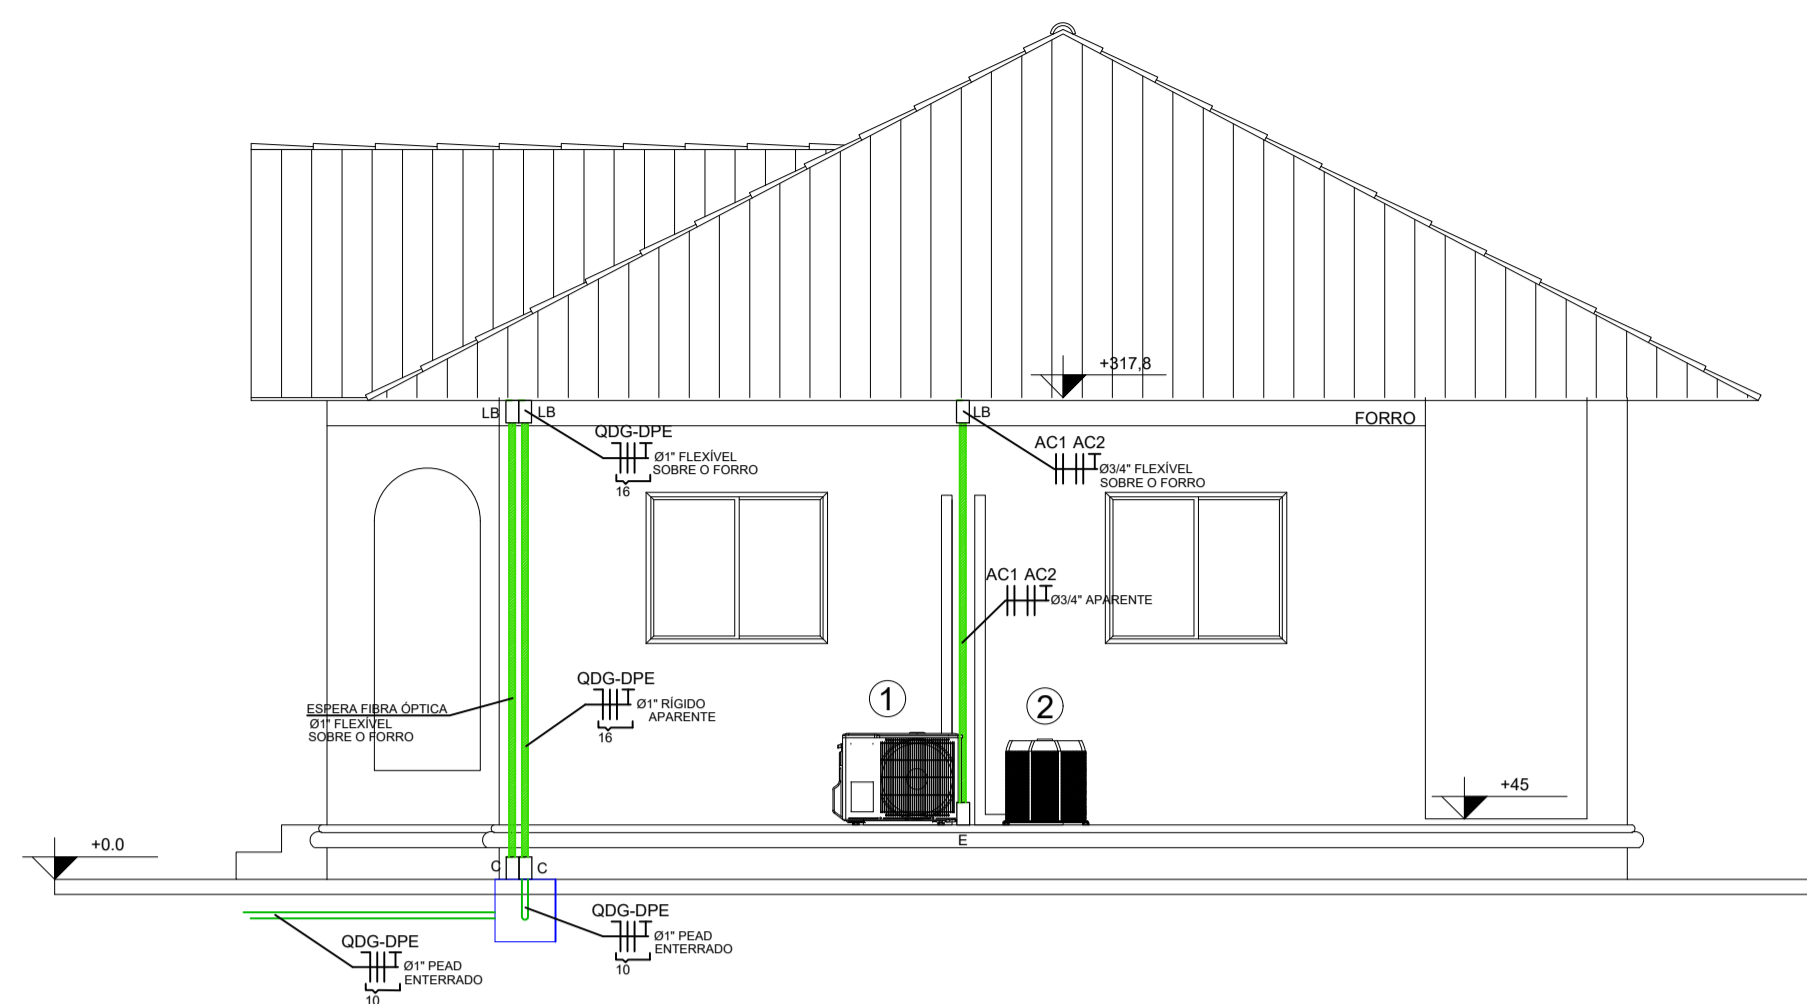 +317,8
LB
LB
LB
FORRO
QDG-DPE
Ø1" FLEXÍVEL
SOBRE O FORRO
16
AC1 AC2
Ø3/4" FLEXÍVEL
SOBRE O FORRO
AC1 AC2
Ø3/4" APARENTE
QDG-DPE
Ø1" RÍGIDO
APARENTE
16
ESPERA FIBRA ÓPTICA
Ø1" FLEXÍVEL
SOBRE O FORRO
1
2
+45
+0.0
E
C
C
QDG-DPE
Ø1" PEAD
ENTERRADO
10
QDG-DPE
Ø1" PEAD
ENTERRADO
10